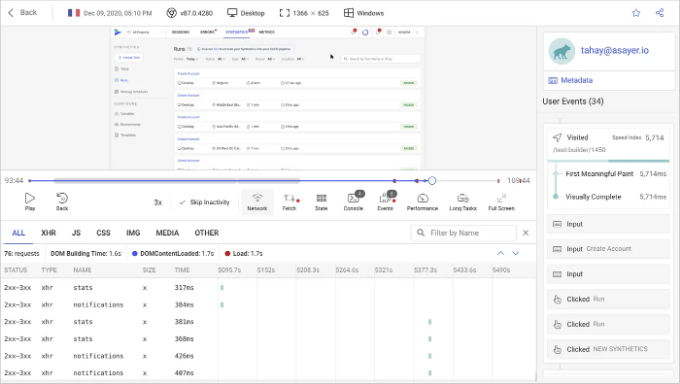 Back
Dec 09, 2020, 05:10 PM
v87.0.4280
Desktop
1366 × 625
Windows
SESSIONS ERRORS SYNTHETICS METRICS
Runs
tahay@asayer.io
Metadata
User Events (34)
Visited Speed Index 5,714
/test-builder/1450
First Meaningful Paint 5,714ms
Visually Complete 5,714ms
Input
Input Create Account
Input
Clicked Run
Clicked Run
Clicked NEW SYNTHETICS
93:44
109:44
Play
Back
3x
Skip Inactivity
Network
Fetch
State
Console
Events
Performance
Long Tasks
Full Screen
ALL XHR JS CSS IMG MEDIA OTHER
Filter by Name
76 requests DOM Building Time: 1.6s DOMContentLoaded: 1.7s Load: 1.7s
STATUS TYPE NAME SIZE TIME 5095.7s 5152s 5208.3s 5264.6s 5321s 5377.3s 5433.6s 5490s
2xx-3xx xhr stats x 317ms
2xx-3xx xhr notifications x 304ms
2xx-3xx xhr stats x 381ms
2xx-3xx xhr stats x 368ms
2xx-3xx xhr notifications x 426ms
2xx-3xx xhr notifications x 407ms